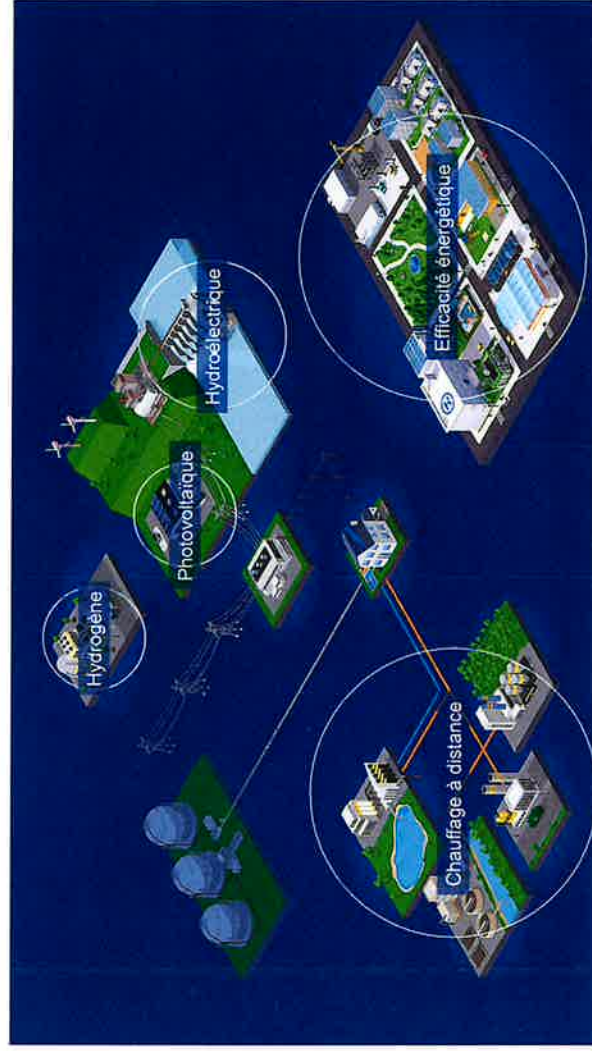 Hydrogène
Photovoltaïque
Hydroélectrique
Chauffage à distance
Efficacité énergétique